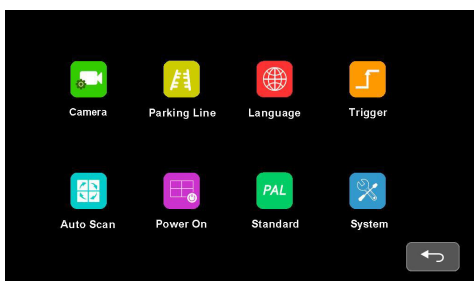 Camera
Parking Line
Language
Trigger
PAL
Auto Scan
Power On
Standard
System